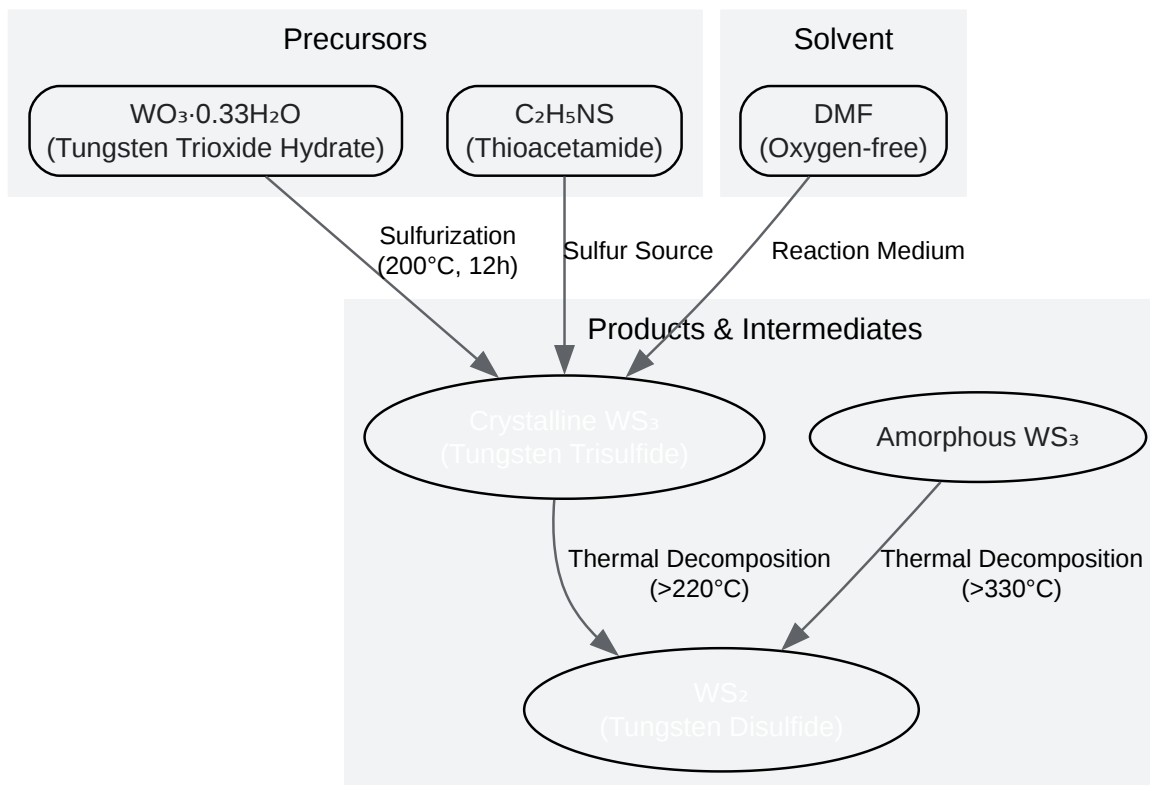 Precursors
Solvent
WO₃·0.33H₂O
(Tungsten Trioxide Hydrate)
C₂H₅NS
(Thioacetamide)
DMF
(Oxygen-free)
Sulfurization
(200°C, 12h)
Sulfur Source
Reaction Medium
Products & Intermediates
Crystalline WS₃
(Tungsten Trisulfide)
Amorphous WS₃
Thermal Decomposition
(>220°C)
Thermal Decomposition
(>330°C)
WS₂
(Tungsten Disulfide)